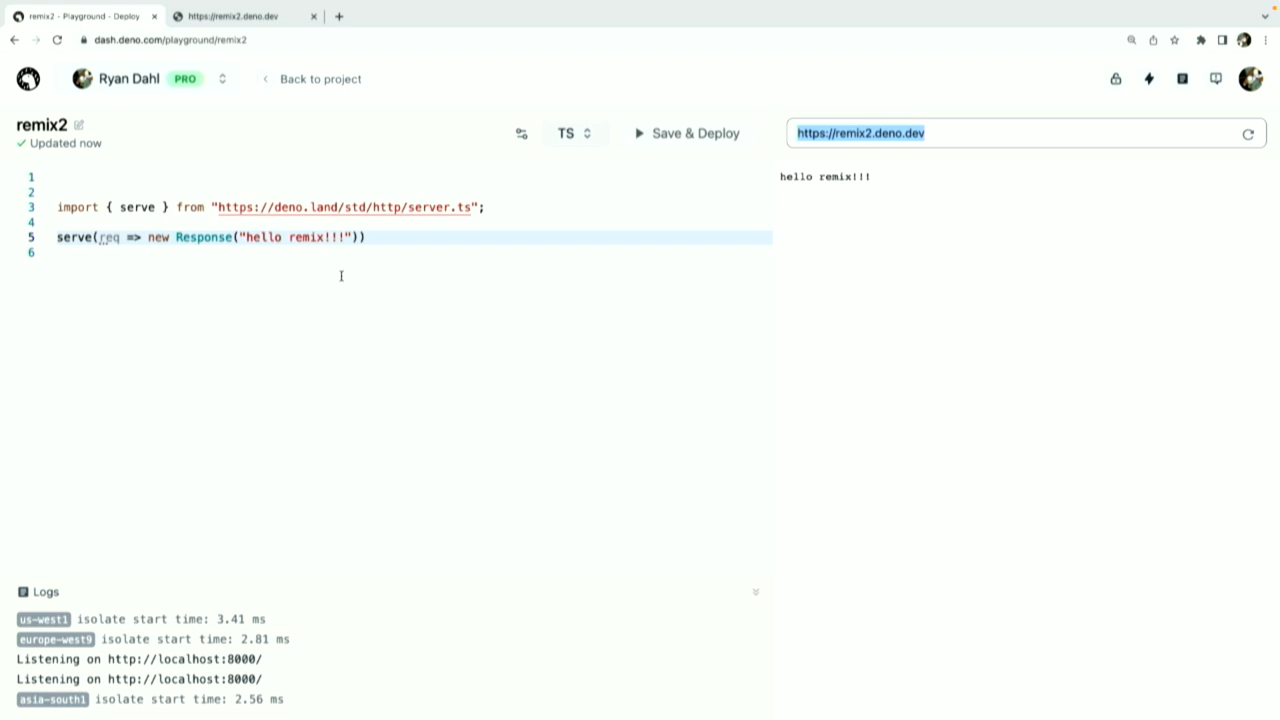 remix2 - Playground - Deploy
https://remix2.deno.dev
dash.deno.com/playground/remix2
Ryan Dahl PRO
Back to project
remix2
Updated now
TS
Save & Deploy
https://remix2.deno.dev
1
2
3 import { serve } from "https://deno.land/std/http/server.ts";
4
5 serve(req => new Response("hello remix!!!"))
6
hello remix!!!
Logs
us-west1 isolate start time: 3.41 ms
europe-west9 isolate start time: 2.81 ms
Listening on http://localhost:8000/
Listening on http://localhost:8000/
asia-south1 isolate start time: 2.56 ms